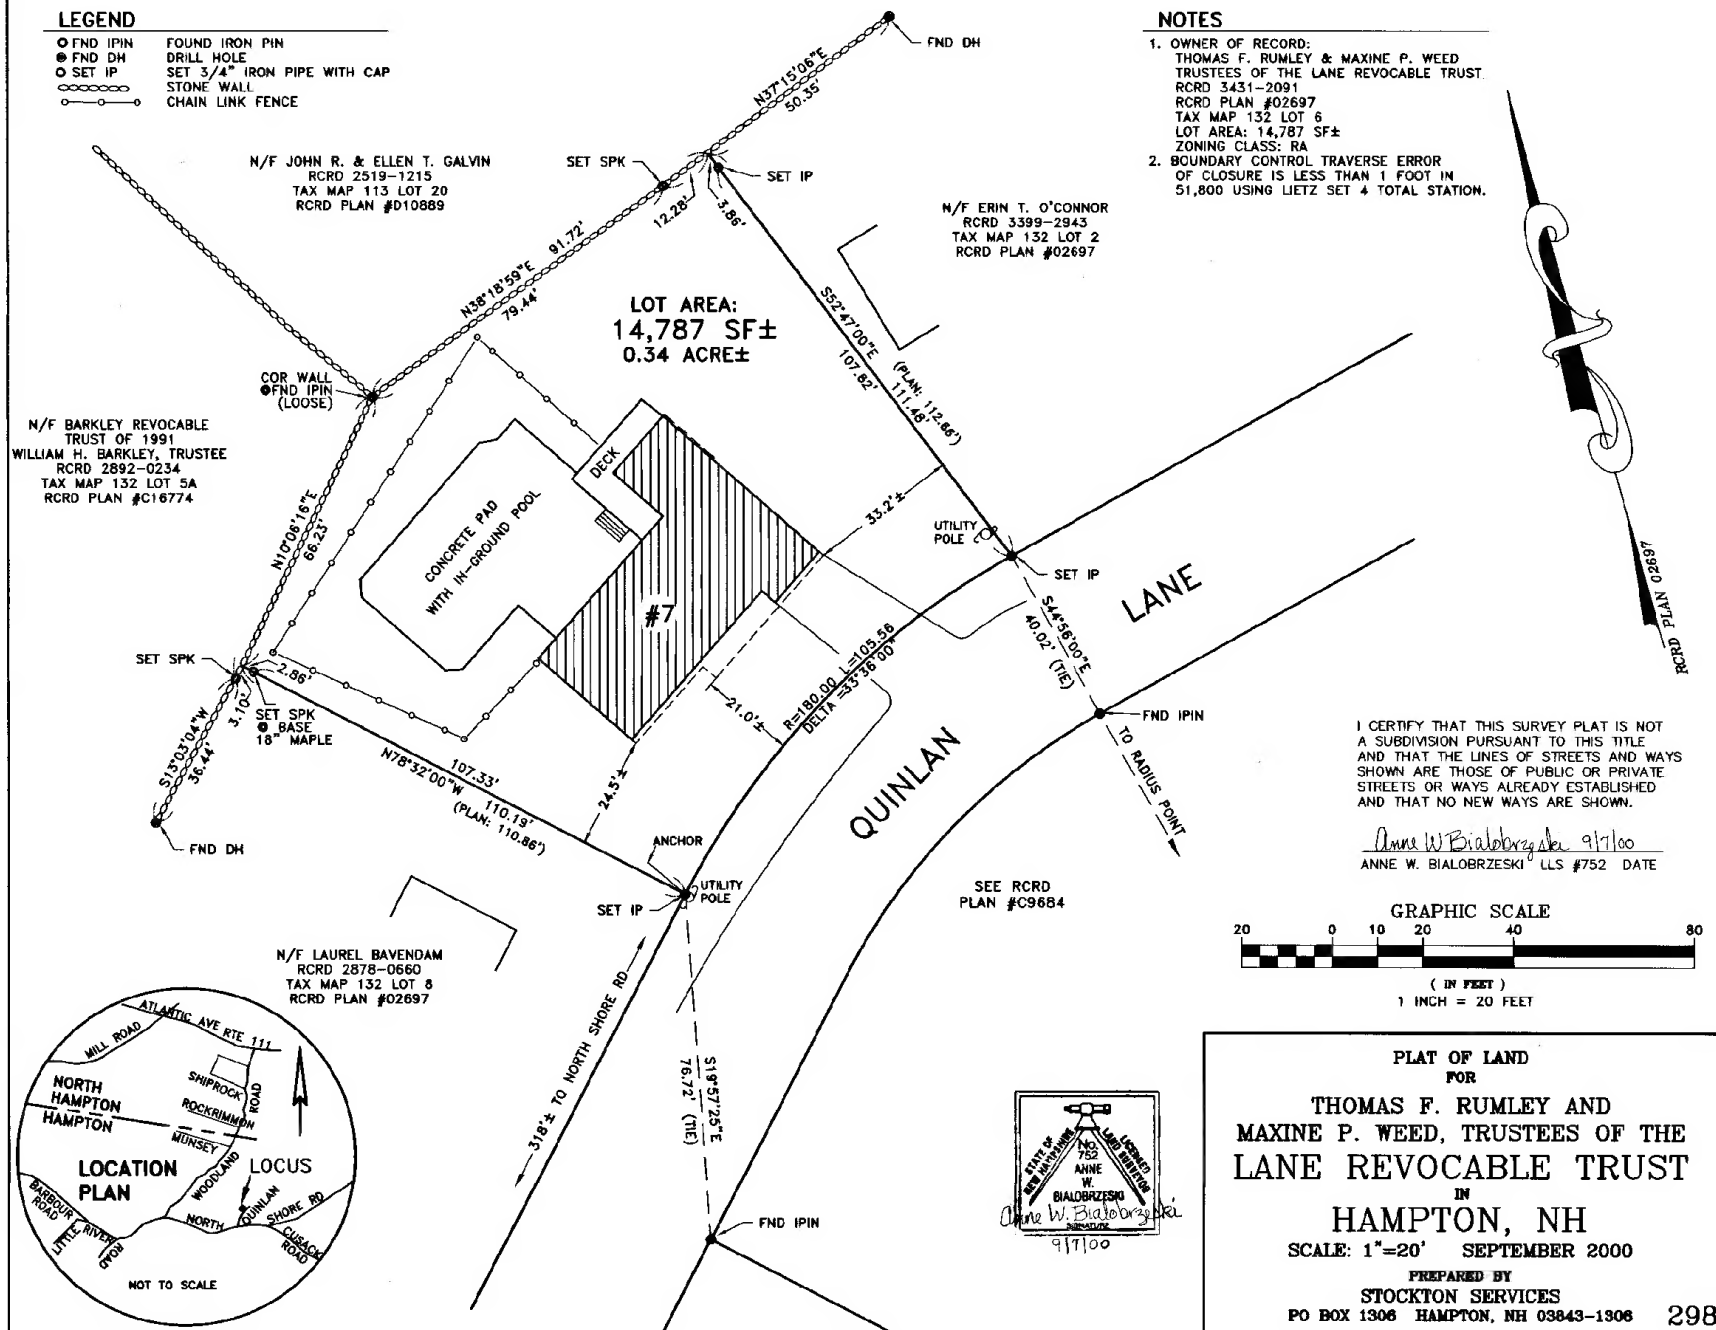 LEGEND
FND IPIN FOUND IRON PIN
FND DH DRILL HOLE
SET IP SET 3/4" IRON PIPE WITH CAP
STONE WALL
CHAIN LINK FENCE
NOTES
1. OWNER OF RECORD:
THOMAS F. RUMLEY & MAXINE P. WEED
TRUSTEES OF THE LANE REVOCABLE TRUST
RCRD 3431-2091
RCRD PLAN #02697
TAX MAP 132 LOT 6
LOT AREA: 14,787 SF±
ZONING CLASS: RA
2. BOUNDARY CONTROL TRAVERSE ERROR
OF CLOSURE IS LESS THAN 1 FOOT IN
51,800 USING LIETZ SET 4 TOTAL STATION.
FND DH
N37°15'06"E
50.35'
N/F JOHN R. & ELLEN T. GALVIN
RCRD 2519-1215
TAX MAP 113 LOT 20
RCRD PLAN #D10889
SET SPK
SET IP
12.28'
3.86'
N/F ERIN T. O'CONNOR
RCRD 3399-2943
TAX MAP 132 LOT 2
RCRD PLAN #02697
91.72'
N38°18'59"E
79.44'
LOT AREA:
14,787 SF±
0.34 ACRE±
S52°47'00"E
107.82'
(PLAN: 112.66')
111.48'
COR WALL
FND IPIN
(LOOSE)
N/F BARKLEY REVOCABLE
TRUST OF 1991
WILLIAM H. BARKLEY, TRUSTEE
RCRD 2892-0234
TAX MAP 132 LOT 5A
RCRD PLAN #C16774
DECK
CONCRETE PAD
WITH IN-GROUND POOL
N10°06'16"E
66.23'
33.2'±
UTILITY
POLE
SET IP
#7
LANE
S44°56'00"E
40.02' (TIE)
RCRD PLAN 02697
SET SPK
2.86'
3.10'
SET SPK
@ BASE
18" MAPLE
21.0'±
R=180.00 L=105.56
DELTA =33°36'00"
FND IPIN
TO RADIUS POINT
S13°03'04"W
36.44'
107.33'
N78°32'00"W
110.19'
(PLAN: 110.86')
24.5'±
QUINLAN
FND DH
ANCHOR
UTILITY
POLE
SET IP
I CERTIFY THAT THIS SURVEY PLAT IS NOT
A SUBDIVISION PURSUANT TO THIS TITLE
AND THAT THE LINES OF STREETS AND WAYS
SHOWN ARE THOSE OF PUBLIC OR PRIVATE
STREETS OR WAYS ALREADY ESTABLISHED
AND THAT NO NEW WAYS ARE SHOWN.
Anne W Bialobrzeski 9/7/00
ANNE W. BIALOBRZESKI LLS #752 DATE
SEE RCRD
PLAN #C9684
GRAPHIC SCALE
20 0 10 20 40 80
( IN FEET )
1 INCH = 20 FEET
N/F LAUREL BAVENDAM
RCRD 2878-0660
TAX MAP 132 LOT 8
RCRD PLAN #02697
318'± TO NORTH SHORE RD
S19°57'25"E
76.72' (TIE)
FND IPIN
ATLANTIC AVE RTE 111
MILL ROAD
SHIPROCK
ROAD
NORTH
HAMPTON
HAMPTON
ROCKRIMMON
MUNSEY
LOCATION
PLAN
LOCUS
WOODLAND
QUINLAN
NORTH SHORE RD
BARBOUR
ROAD
LITTLE RIVER
ROAD
CUSACK
ROAD
NOT TO SCALE
STATE OF
NEW HAMPSHIRE
LICENSED
LAND SURVEYOR
No.
752
ANNE
W.
BIALOBRZESKI
Anne W. Bialobrzeski
SIGNATURE
9/7/00
PLAT OF LAND
FOR
THOMAS F. RUMLEY AND
MAXINE P. WEED, TRUSTEES OF THE
LANE REVOCABLE TRUST
IN
HAMPTON, NH
SCALE: 1"=20' SEPTEMBER 2000
PREPARED BY
STOCKTON SERVICES
PO BOX 1306 HAMPTON, NH 03843-1306
298